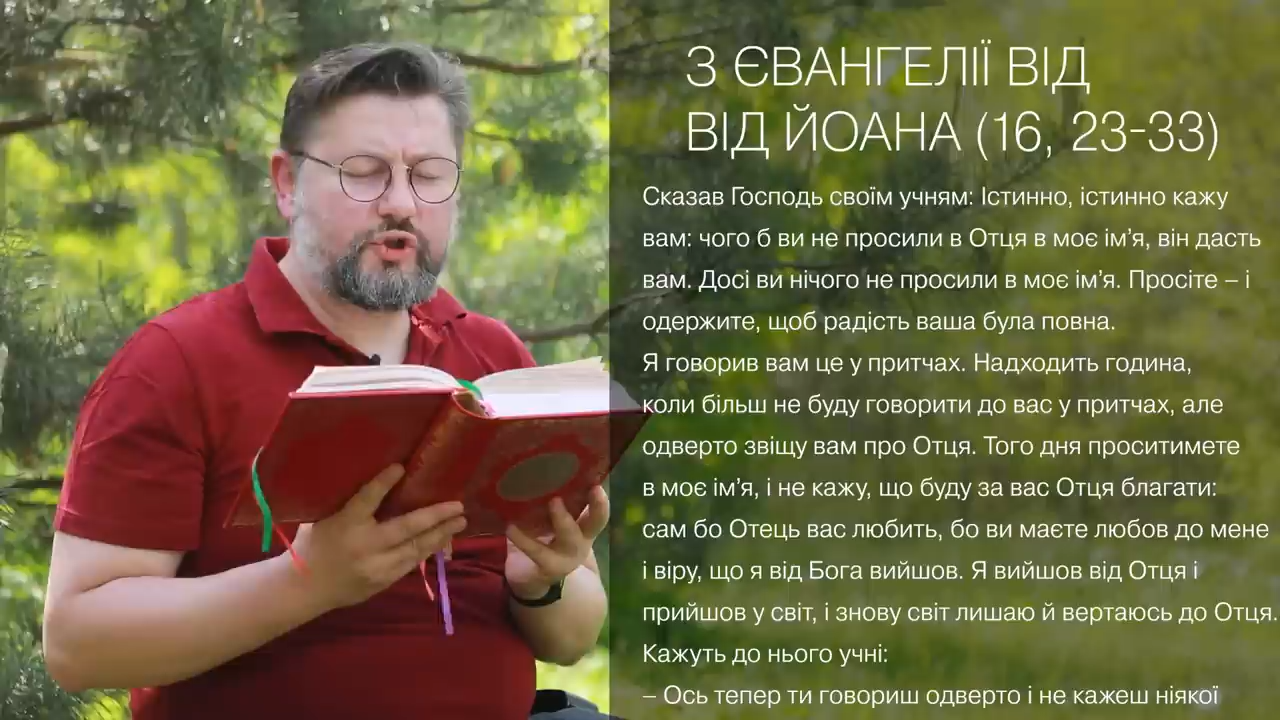 З ЄВАНГЕЛІЇ ВІД
ВІД ЙОАНА (16, 23-33)
Сказав Господь своїм учням: Істинно, істинно кажу
вам: чого б ви не просили в Отця в моє ім’я, він дасть
вам. Досі ви нічого не просили в моє ім’я. Просіте – і
одержите, щоб радість ваша була повна.
Я говорив вам це у притчах. Надходить година,
коли більш не буду говорити до вас у притчах, але
одверто звіщу вам про Отця. Того дня проситимете
в моє ім’я, і не кажу, що буду за вас Отця благати:
сам бо Отець вас любить, бо ви маєте любов до мене
і віру, що я від Бога вийшов. Я вийшов від Отця і
прийшов у світ, і знову світ лишаю й вертаюсь до Отця.
Кажуть до нього учні:
– Ось тепер ти говориш одверто і не кажеш ніякої